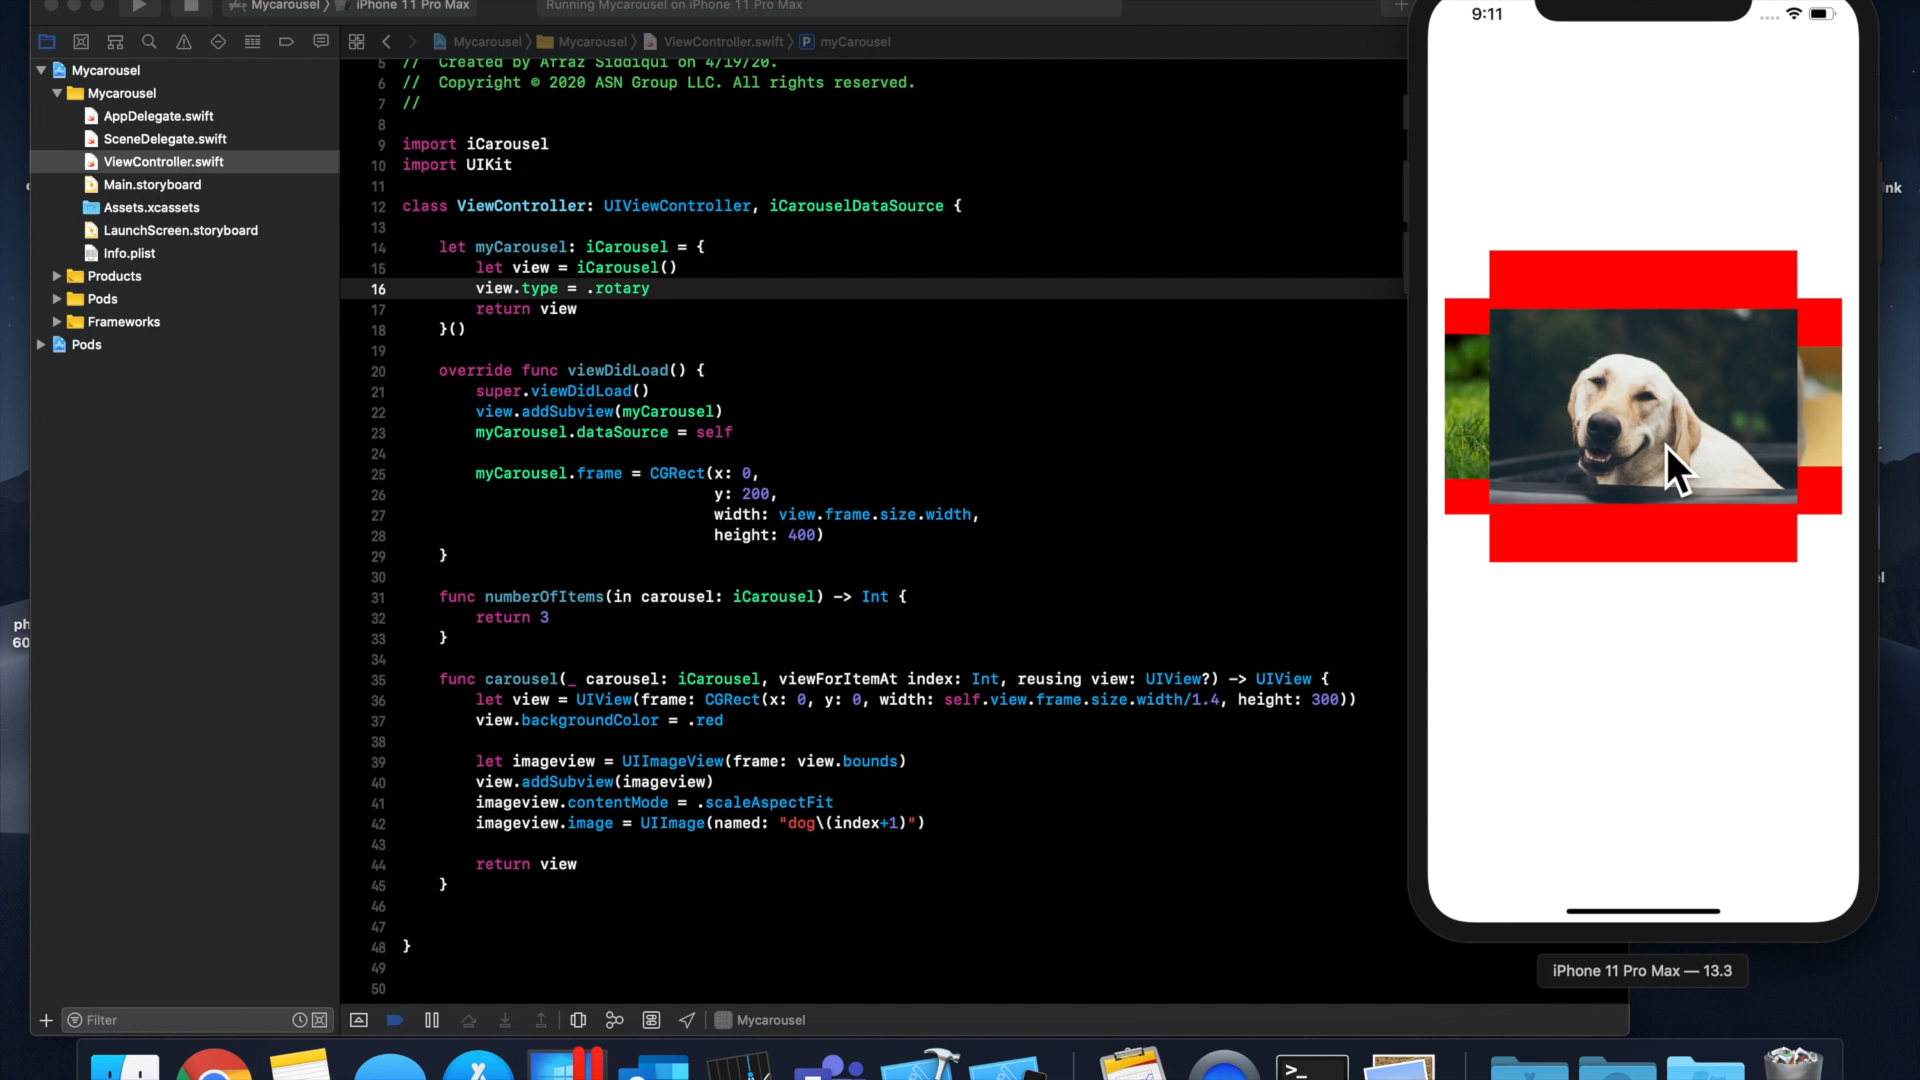 Mycarousel ⟩ iPhone 11 Pro Max
Running Mycarousel on iPhone 11 Pro Max
Mycarousel ⟩ Mycarousel ⟩ ViewController.swift ⟩ P myCarousel
Mycarousel
Mycarousel
AppDelegate.swift
SceneDelegate.swift
ViewController.swift
Main.storyboard
Assets.xcassets
LaunchScreen.storyboard
Info.plist
Products
Pods
Frameworks
Pods
Filter
5 // Created by Afraz Siddiqui on 4/19/20.
6 // Copyright © 2020 ASN Group LLC. All rights reserved.
7 //
8
9 import iCarousel
10 import UIKit
11
12 class ViewController: UIViewController, iCarouselDataSource {
13
14 let myCarousel: iCarousel = {
15 let view = iCarousel()
16 view.type = .rotary
17 return view
18 }()
19
20 override func viewDidLoad() {
21 super.viewDidLoad()
22 view.addSubview(myCarousel)
23 myCarousel.dataSource = self
24
25 myCarousel.frame = CGRect(x: 0,
26 y: 200,
27 width: view.frame.size.width,
28 height: 400)
29 }
30
31 func numberOfItems(in carousel: iCarousel) -> Int {
32 return 3
33 }
34
35 func carousel(_ carousel: iCarousel, viewForItemAt index: Int, reusing view: UIView?) -> UIView {
36 let view = UIView(frame: CGRect(x: 0, y: 0, width: self.view.frame.size.width/1.4, height: 300))
37 view.backgroundColor = .red
38
39 let imageview = UIImageView(frame: view.bounds)
40 view.addSubview(imageview)
41 imageview.contentMode = .scaleAspectFit
42 imageview.image = UIImage(named: "dog\(index+1)")
43
44 return view
45 }
46
47
48 }
49
50
Mycarousel
9:11
iPhone 11 Pro Max — 13.3
ph
60
nk